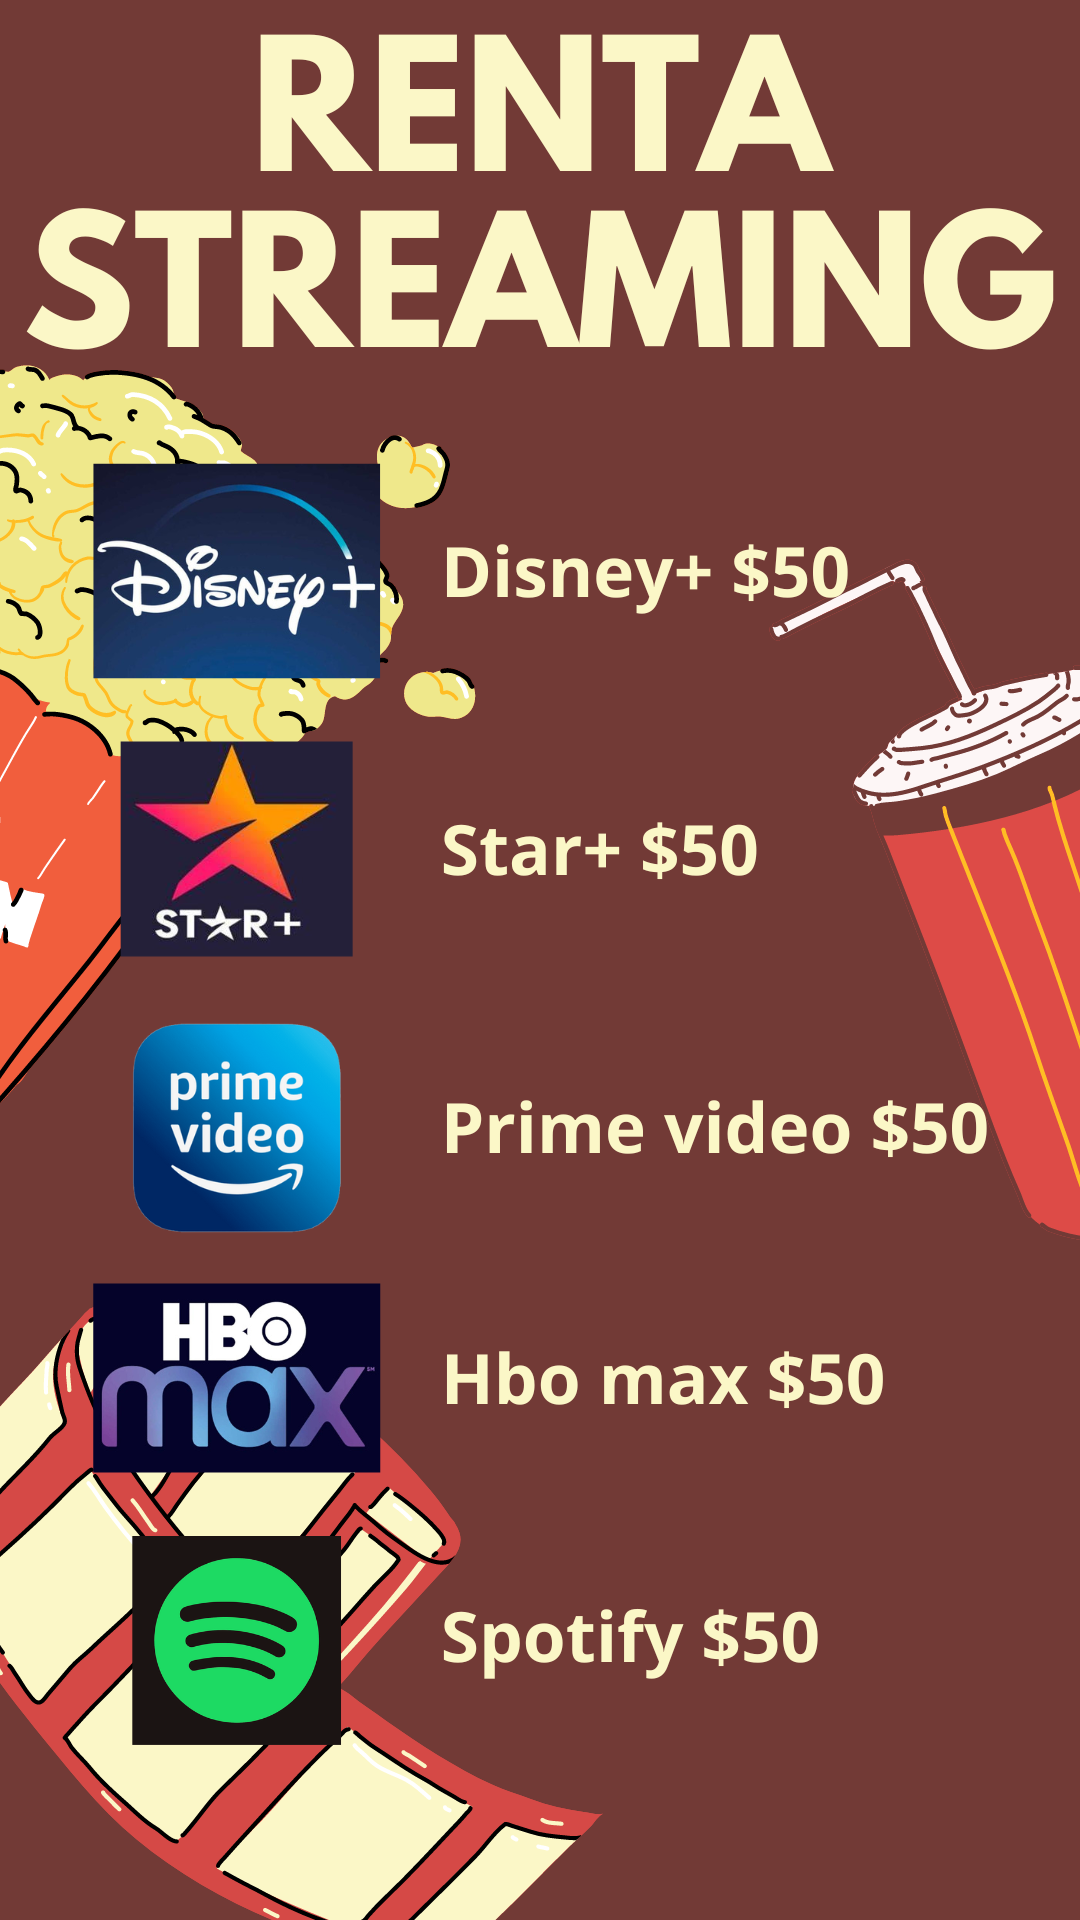 RENTA
STREAMING
DISNEY+
Disney+ $50
STAR+
Star+ $50
prime
video
Prime video $50
HBO
max
Hbo max $50
Spotify $50